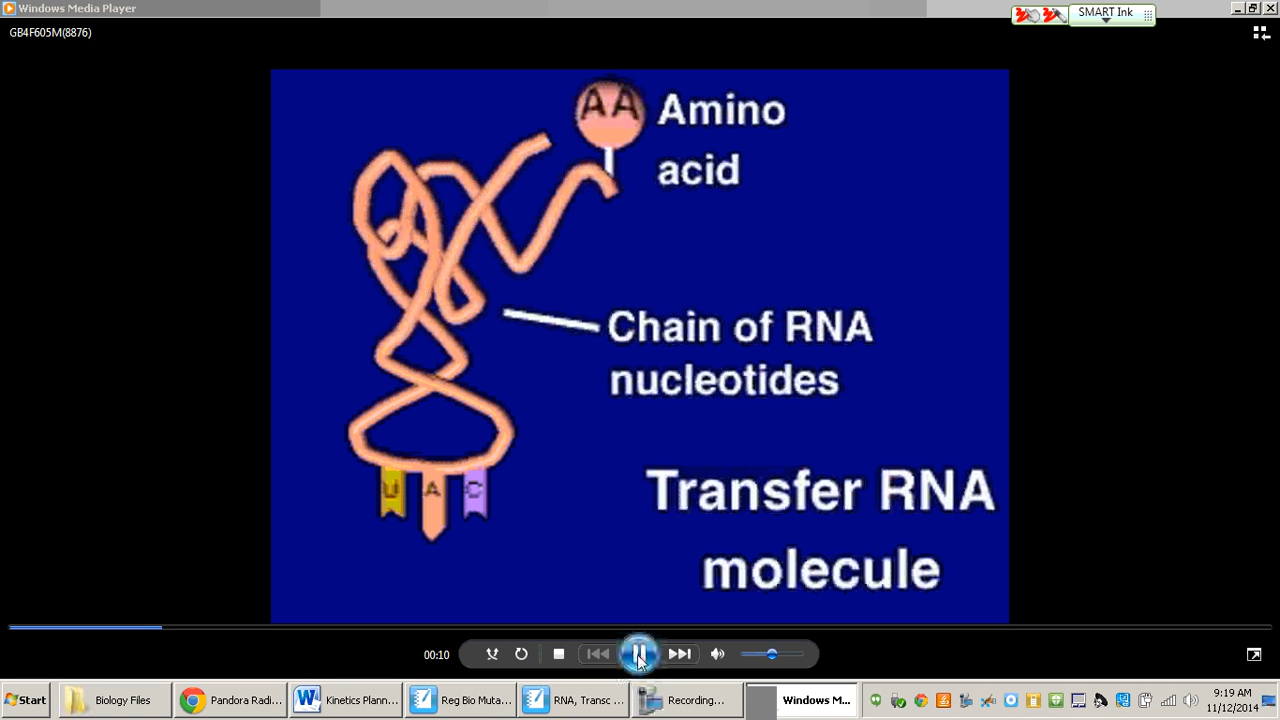 Windows Media Player
SMART Ink
GB4F605M(8876)
AA
Amino
acid
Chain of RNA
nucleotides
U A C
Transfer RNA
molecule
00:10
Start
Biology Files
Pandora Radi...
Kinetic Plann...
Reg Bio Muta...
RNA, Transc ...
Recording...
Windows M...
9:19 AM
11/12/2014